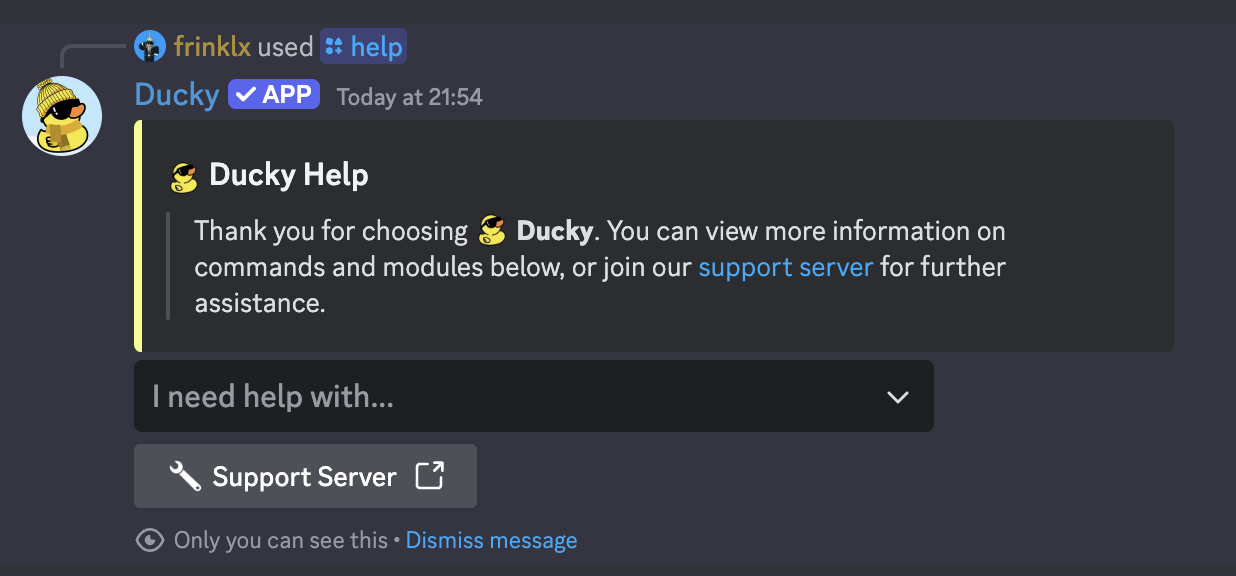 frinklx used help
Ducky APP Today at 21:54
Ducky Help
Thank you for choosing Ducky. You can view more information on
commands and modules below, or join our support server for further
assistance.
I need help with...
Support Server
Only you can see this • Dismiss message